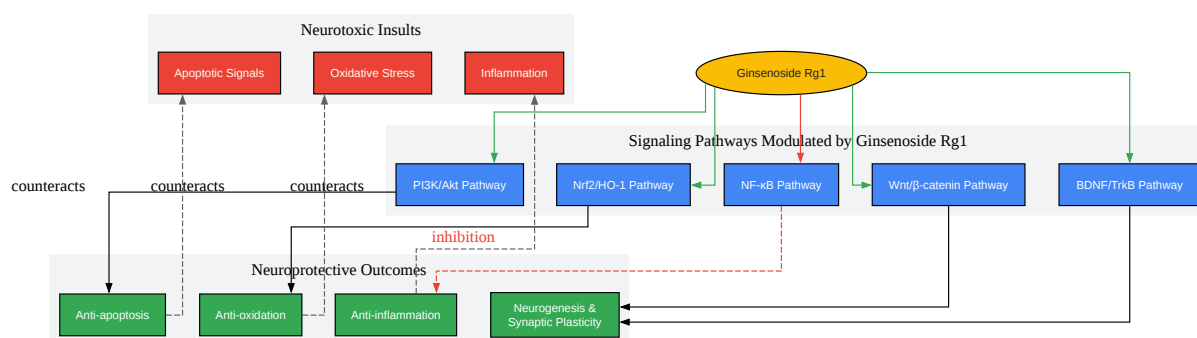 Neurotoxic Insults
Apoptotic Signals
Oxidative Stress
Inflammation
Ginsenoside Rg1
Signaling Pathways Modulated by Ginsenoside Rg1
PI3K/Akt Pathway
Nrf2/HO-1 Pathway
NF-κB Pathway
Wnt/β-catenin Pathway
BDNF/TrkB Pathway
counteracts
counteracts
counteracts
inhibition
Neuroprotective Outcomes
Anti-apoptosis
Anti-oxidation
Anti-inflammation
Neurogenesis &
Synaptic Plasticity